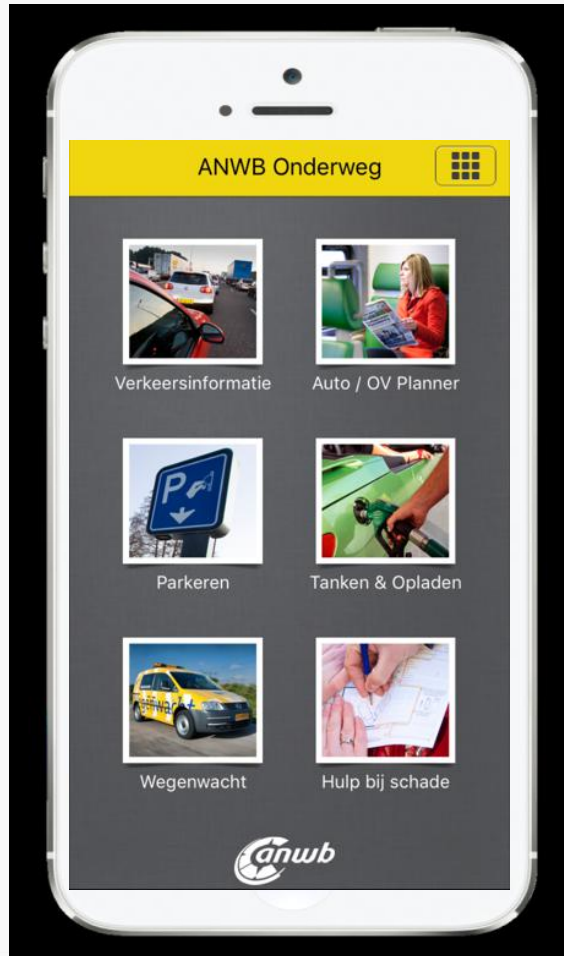 ANWB Onderweg
Verkeersinformatie
Auto / OV Planner
P
Parkeren
Tanken & Opladen
Wegenwacht
Hulp bij schade
anwb